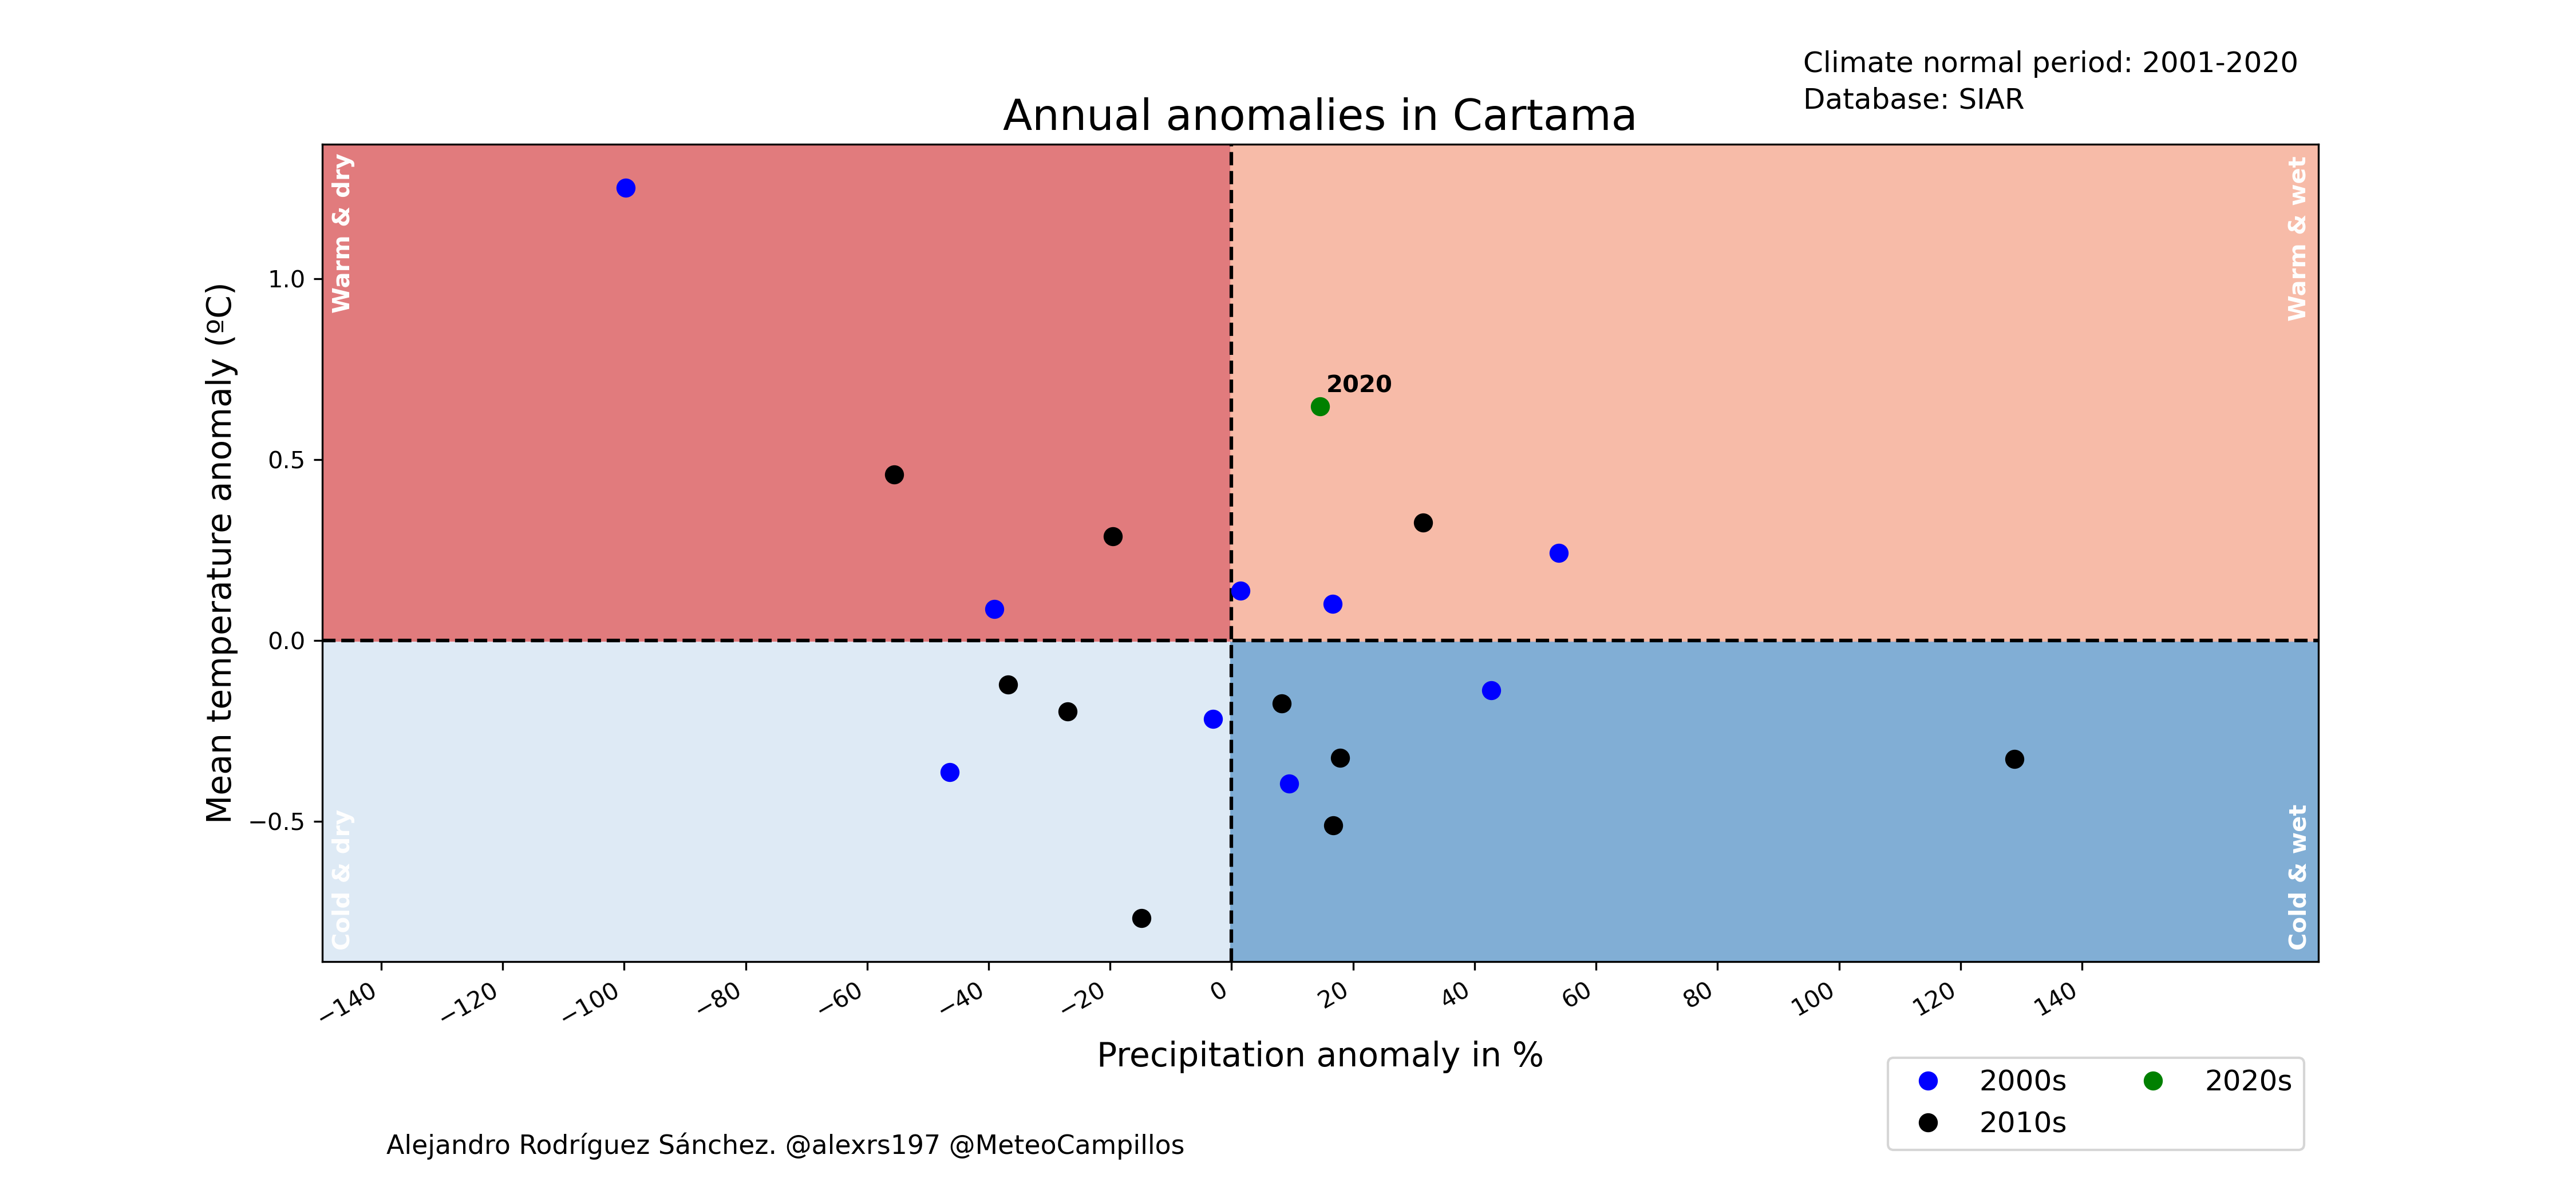 Climate normal period: 2001-2020
Database: SIAR
Annual anomalies in Cartama
Warm & dry
Warm & wet
Mean temperature anomaly (ºC)
1.0
0.5
0.0
−0.5
2020
Cold & dry
Cold & wet
−140 −120 −100 −80 −60 −40 −20 0 20 40 60 80 100 120 140
Precipitation anomaly in %
2000s 2020s
2010s
Alejandro Rodríguez Sánchez. @alexrs197 @MeteoCampillos